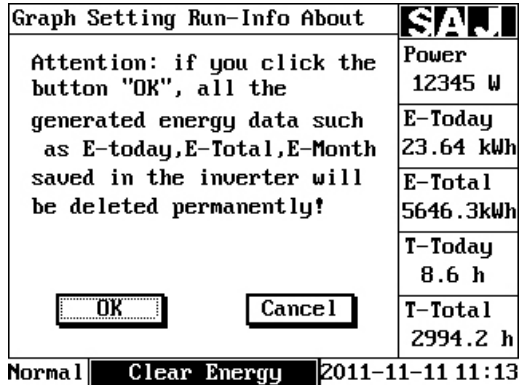 Graph Setting Run-Info About
SAJ
Attention: if you click the
button "OK", all the
generated energy data such
as E-today,E-Total,E-Month
saved in the inverter will
be deleted permanently!
OK Cancel
Power
12345 W
E-Today
23.64 kWh
E-Total
5646.3kWh
T-Today
8.6 h
T-Total
2994.2 h
Normal Clear Energy 2011-11-11 11:13